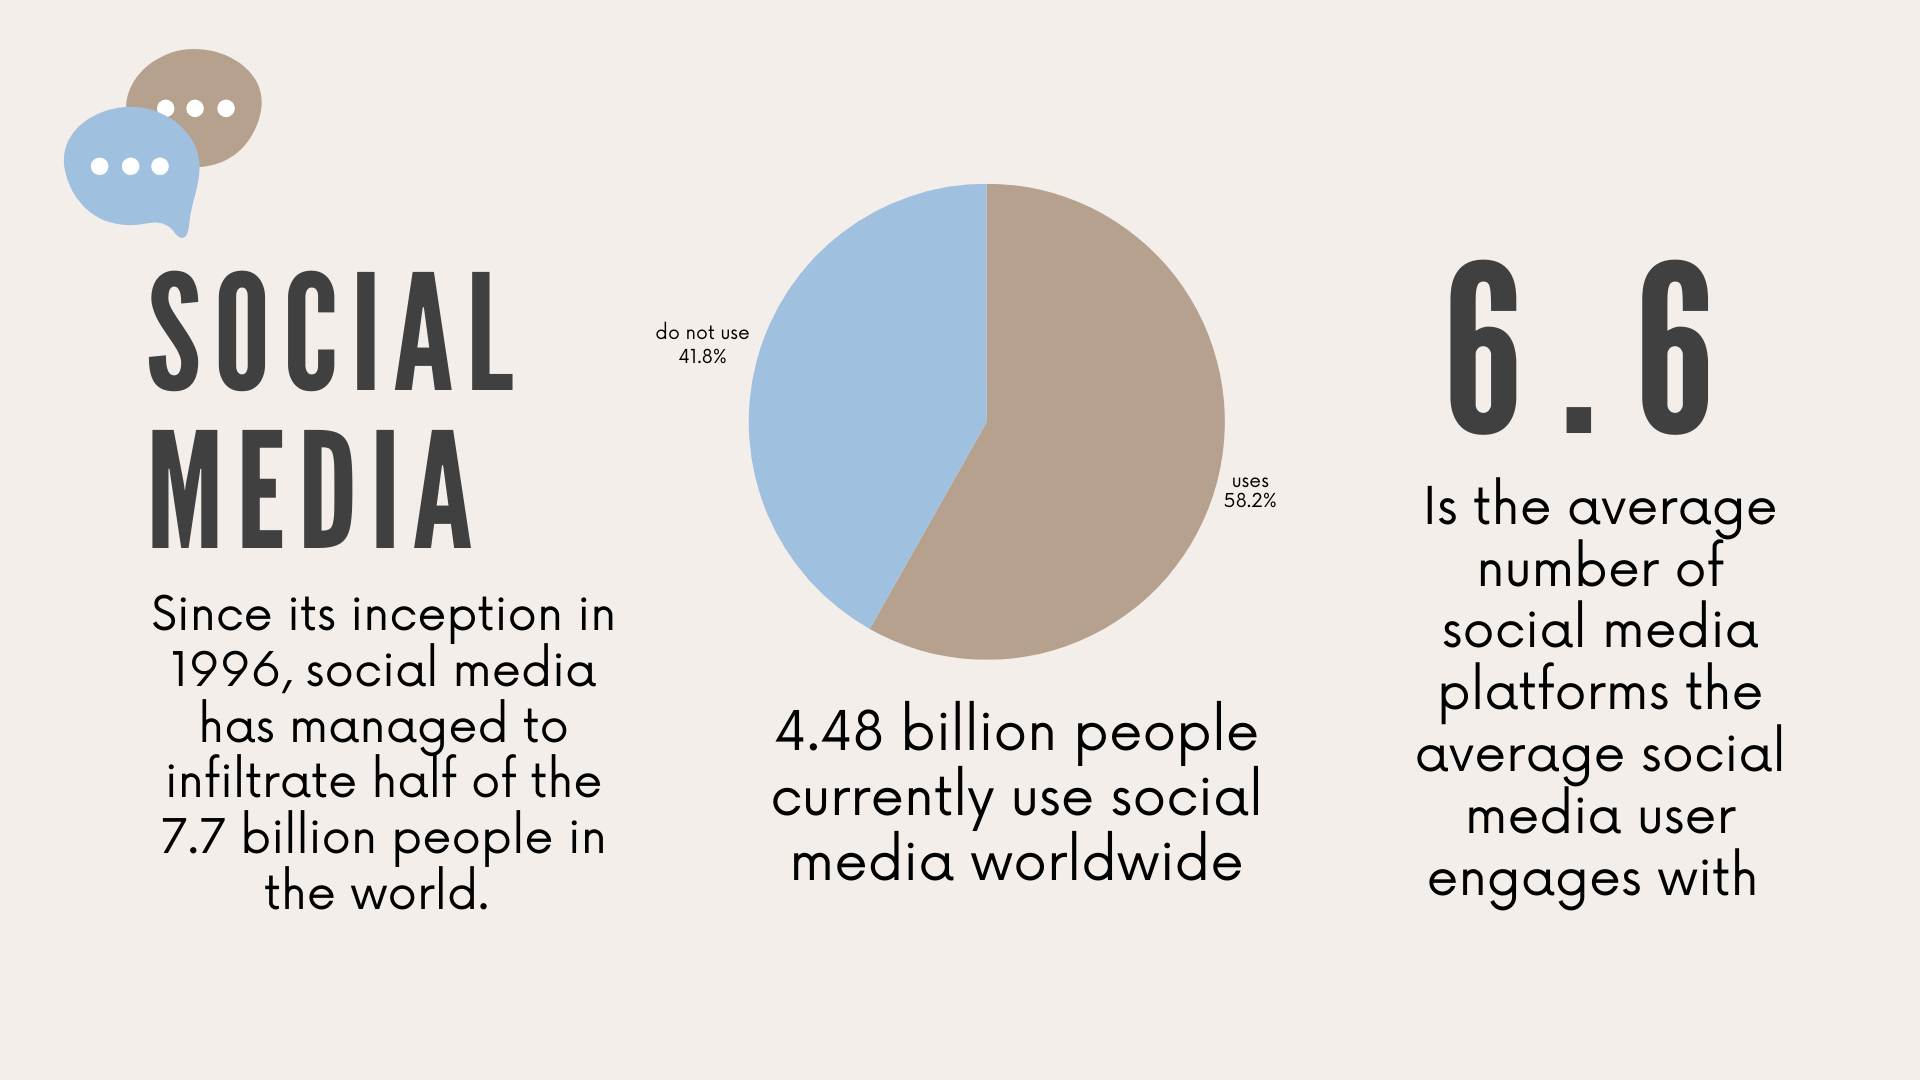 SOCIAL
MEDIA
Since its inception in
1996, social media
has managed to
infiltrate half of the
7.7 billion people in
the world.
do not use
41.8%
uses
58.2%
4.48 billion people
currently use social
media worldwide
6.6
Is the average
number of
social media
platforms the
average social
media user
engages with